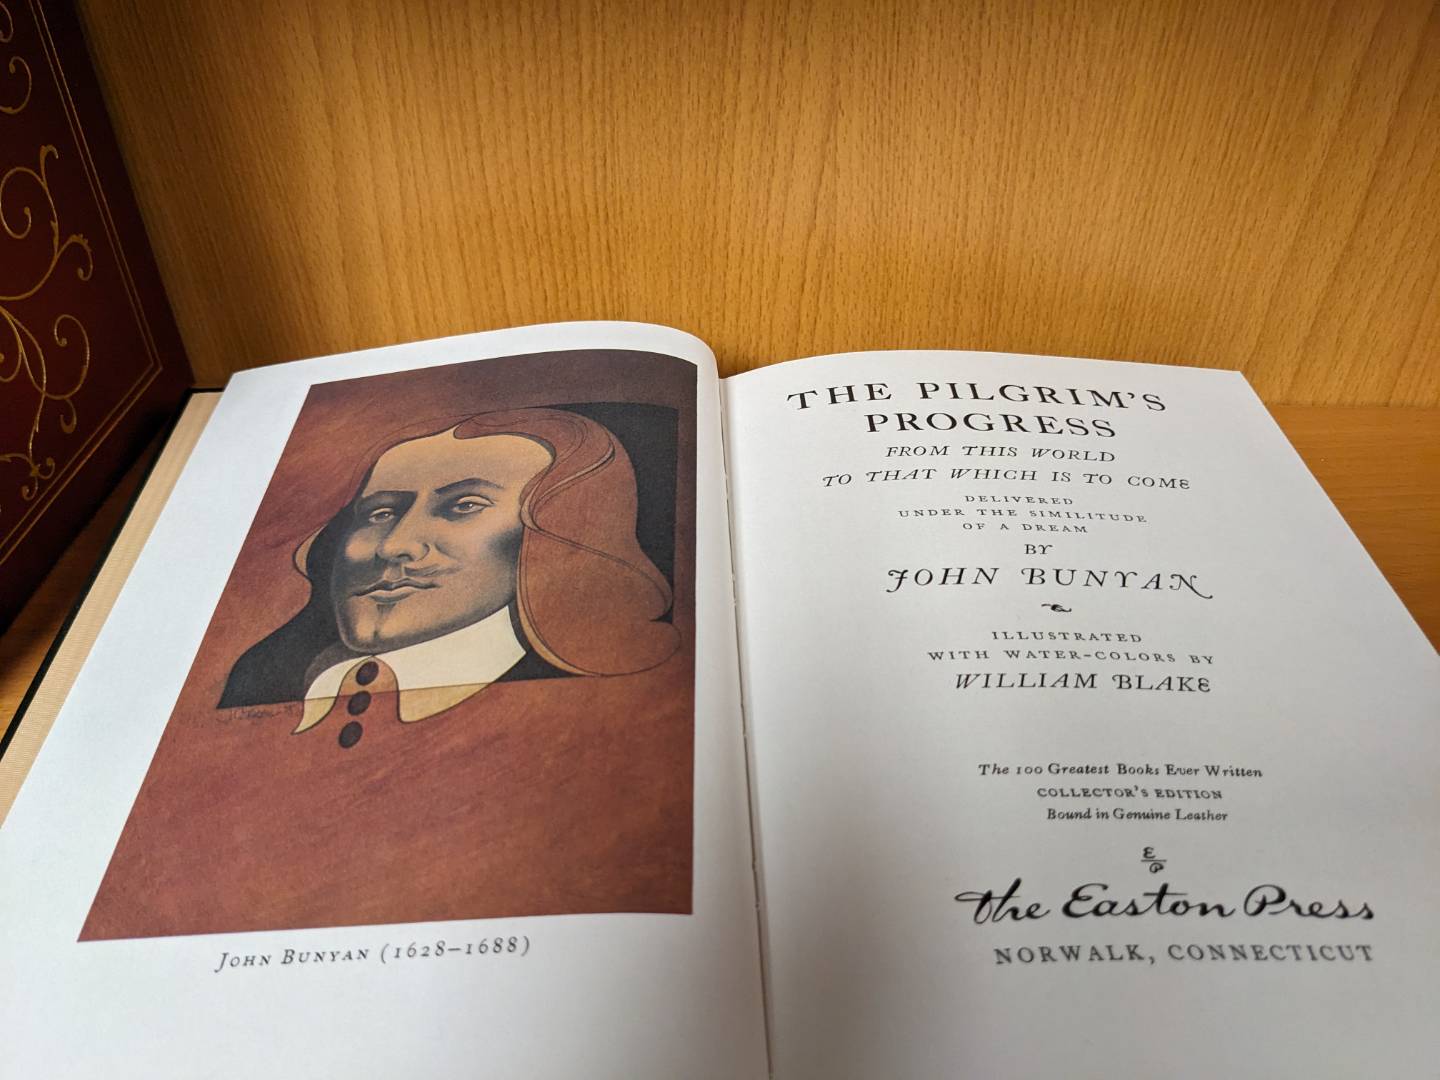 John Bunyan (1628–1688)
THE PILGRIM'S
PROGRESS
FROM THIS WORLD
TO THAT WHICH IS TO COME
DELIVERED
UNDER THE SIMILITUDE
OF A DREAM
BY
JOHN BUNYAN
ILLUSTRATED
WITH WATER-COLORS BY
WILLIAM BLAKE
The 100 Greatest Books Ever Written
COLLECTOR'S EDITION
Bound in Genuine Leather
E/P
The Easton Press
NORWALK, CONNECTICUT